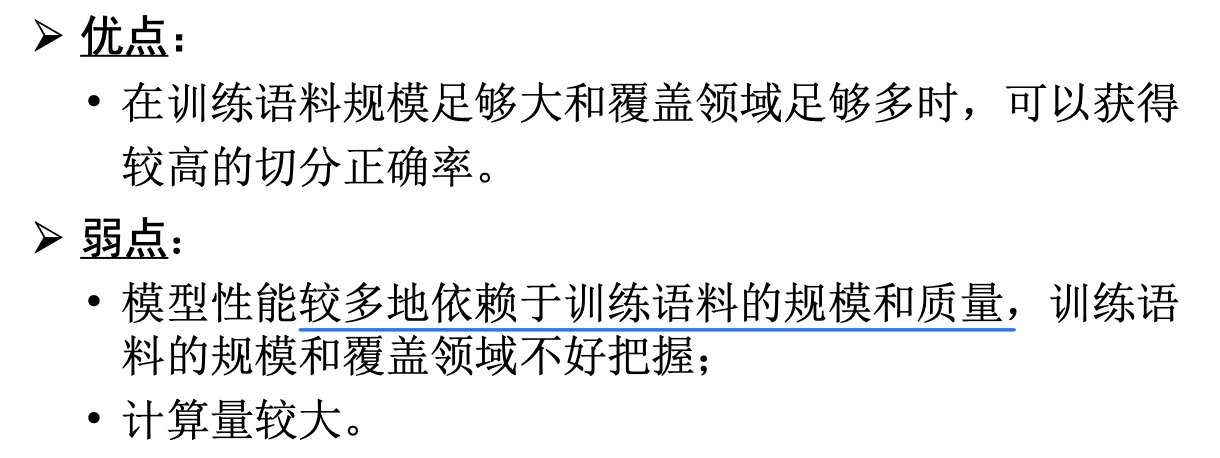 ➢ 优点：
• 在训练语料规模足够大和覆盖领域足够多时，可以获得
较高的切分正确率。
➢ 弱点：
• 模型性能较多地依赖于训练语料的规模和质量，训练语
料的规模和覆盖领域不好把握；
• 计算量较大。